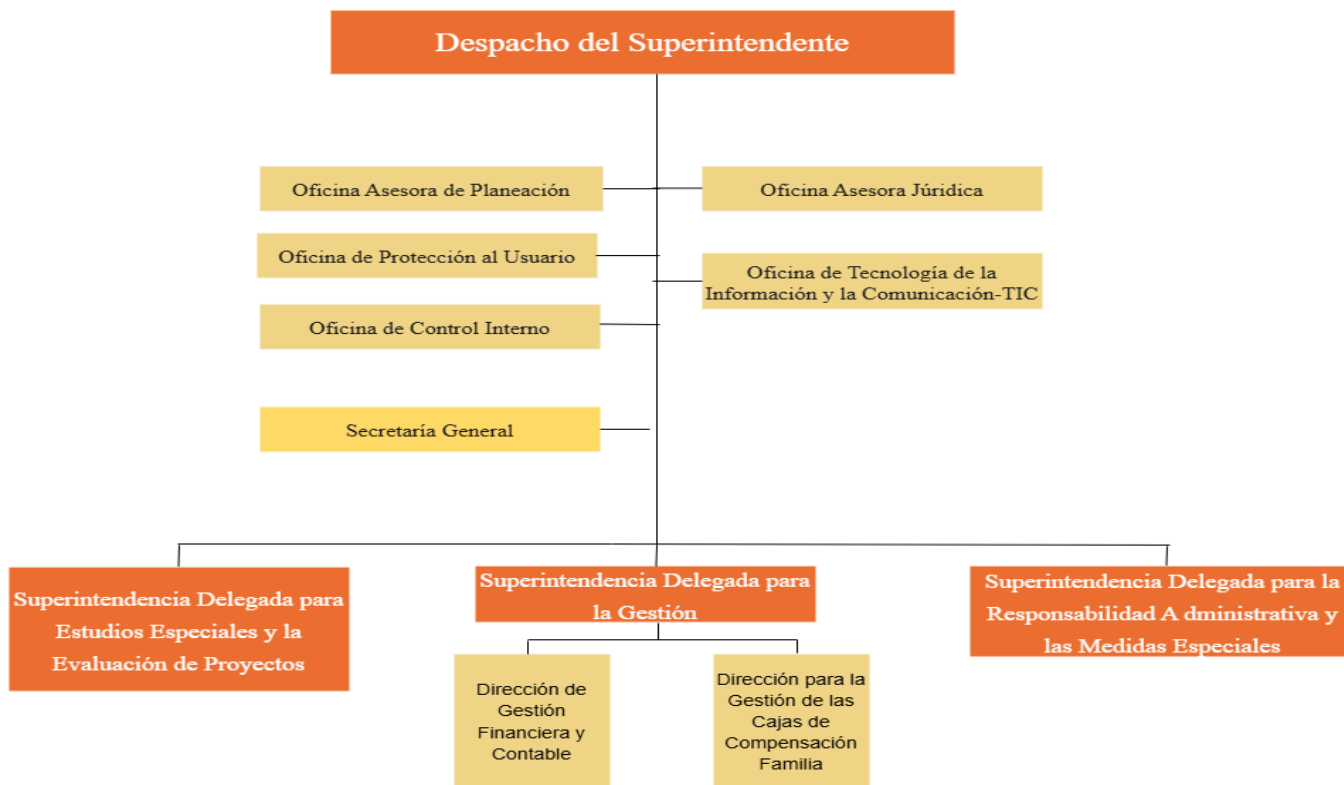 Despacho del Superintendente
Oficina Asesora de Planeación
Oficina Asesora Júridica
Oficina de Protección al Usuario
Oficina de Tecnología de la
Información y la Comunicación-TIC
Oficina de Control Interno
Secretaría General
Superintendencia Delegada para
Estudios Especiales y la
Evaluación de Proyectos
Superintendencia Delegada para
la Gestión
Superintendencia Delegada para la
Responsabilidad A dministrativa y
las Medidas Especiales
Dirección de
Gestión
Financiera y
Contable
Dirección para la
Gestión de las
Cajas de
Compensación
Familia